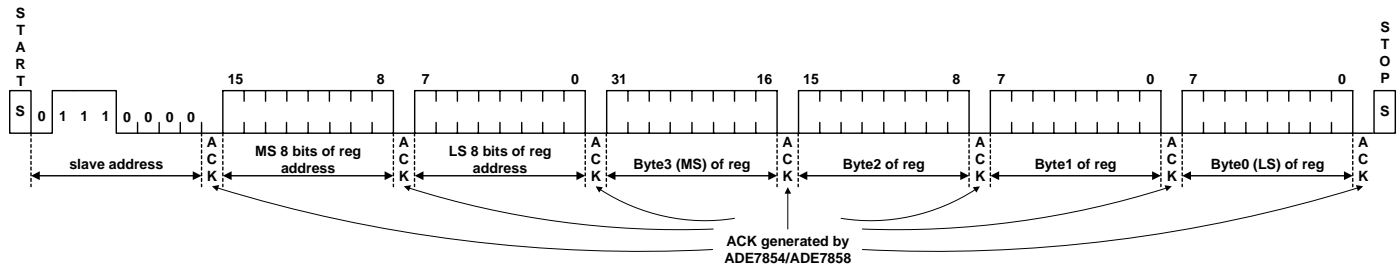 START
STOP
15 8 7 0 31 16 15 8 7 0 7 0
S 0 1 1 1 0 0 0 0 S
slave address
ACK
MS 8 bits of reg
address
ACK
LS 8 bits of reg
address
ACK
Byte3 (MS) of reg
ACK
Byte2 of reg
ACK
Byte1 of reg
ACK
Byte0 (LS) of reg
ACK
ACK generated by
ADE7854/ADE7858